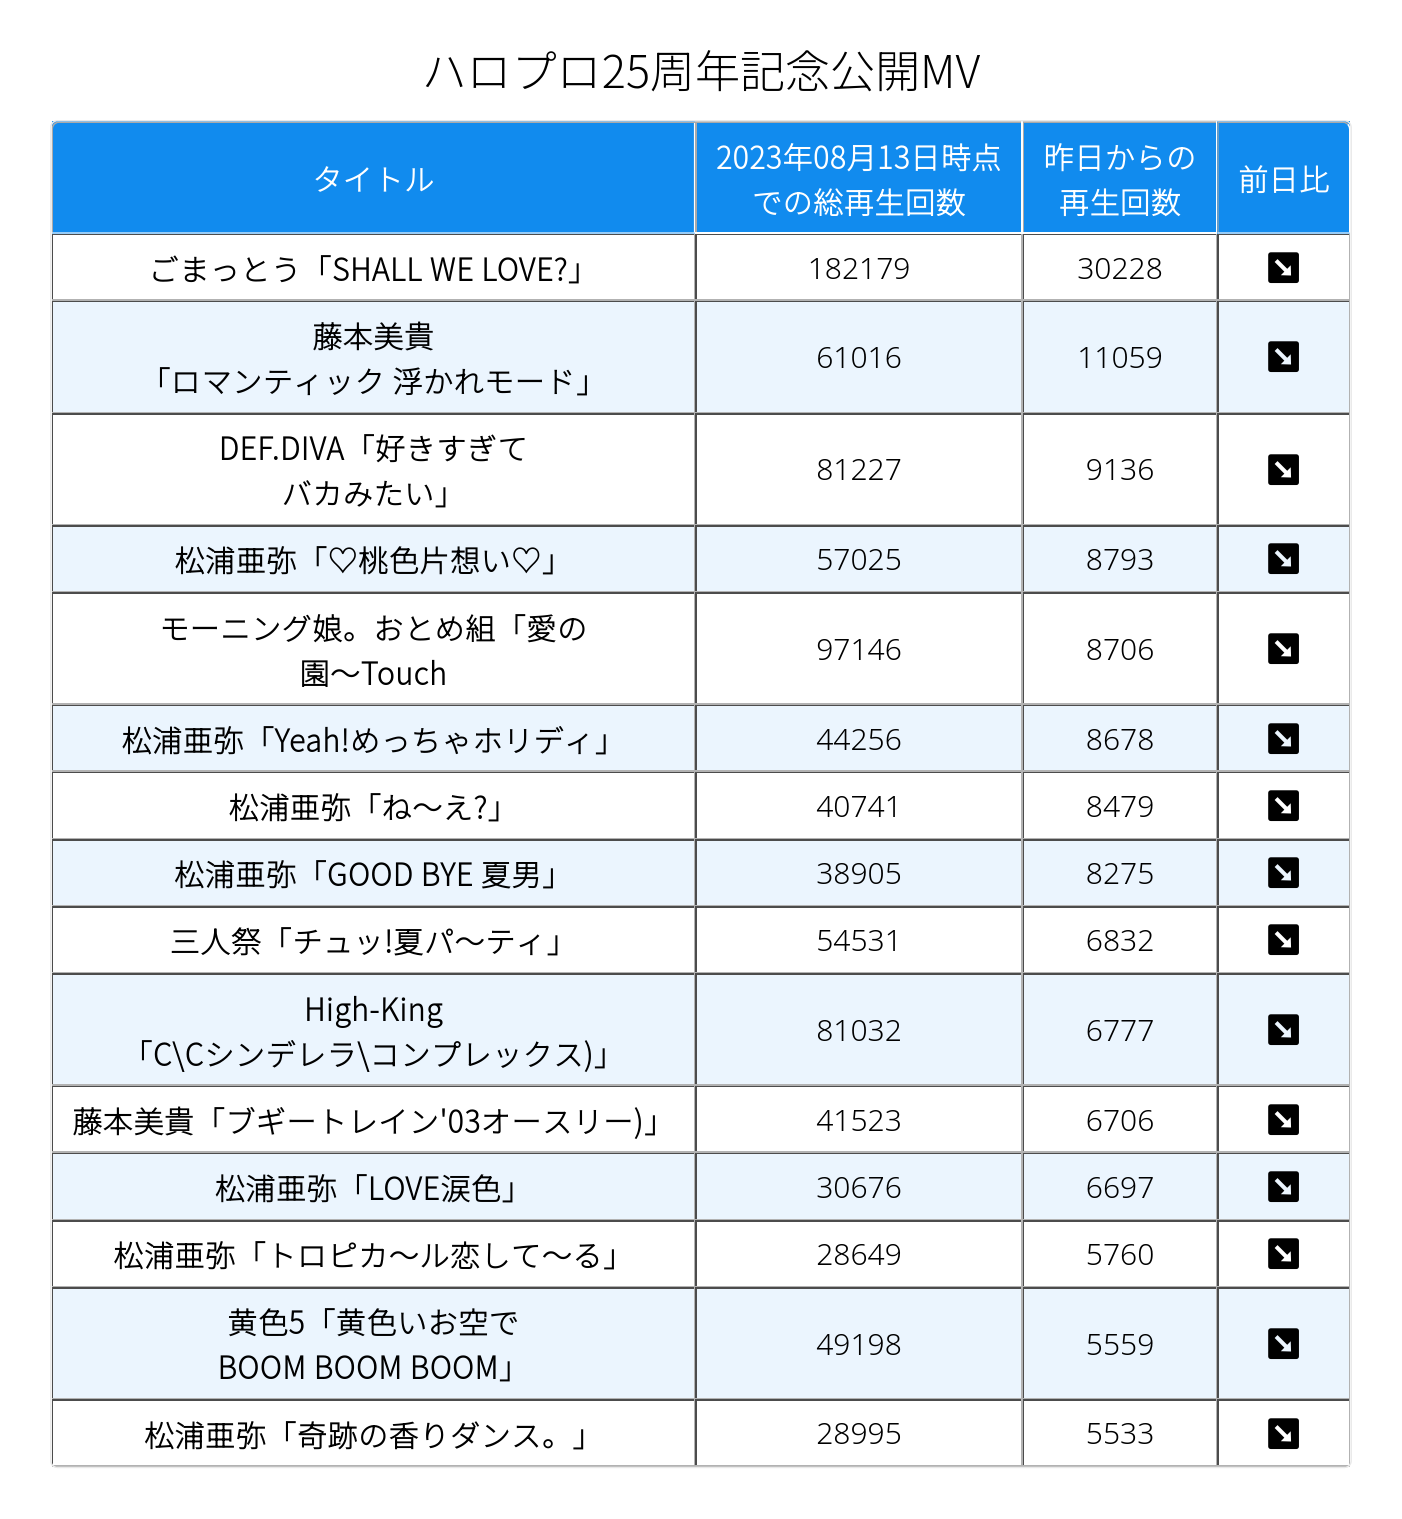 ハロプロ25周年記念公開MV
タイトル
2023年08月13日時点
での総再生回数
昨日からの
再生回数
前日比
ごまっとう「SHALL WE LOVE?」
182179
30228
藤本美貴
「ロマンティック 浮かれモード」
61016
11059
DEF.DIVA「好きすぎて
バカみたい」
81227
9136
松浦亜弥「♡桃色片想い♡」
57025
8793
モーニング娘。おとめ組「愛の
園〜Touch
97146
8706
松浦亜弥「Yeah!めっちゃホリディ」
44256
8678
松浦亜弥「ね〜え?」
40741
8479
松浦亜弥「GOOD BYE 夏男」
38905
8275
三人祭「チュッ!夏パ〜ティ」
54531
6832
High-King
「C\Cシンデレラ\コンプレックス)」
81032
6777
藤本美貴「ブギートレイン'03オースリー)」
41523
6706
松浦亜弥「LOVE涙色」
30676
6697
松浦亜弥「トロピカ〜ル恋して〜る」
28649
5760
黄色5「黄色いお空で
BOOM BOOM BOOM」
49198
5559
松浦亜弥「奇跡の香りダンス。」
28995
5533